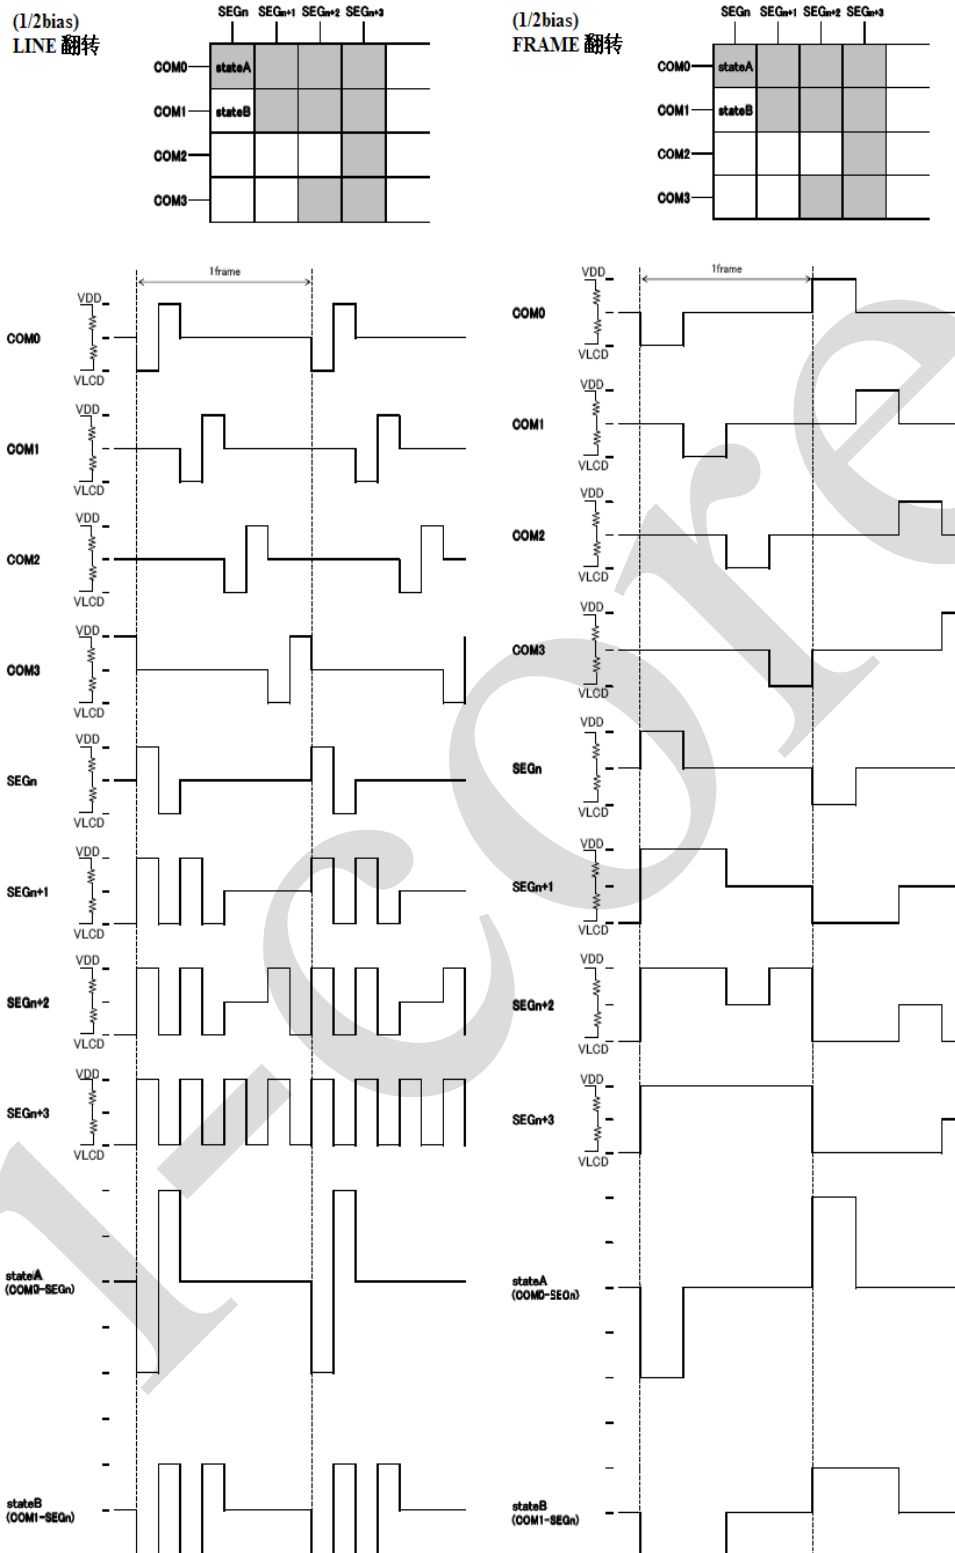 (1/2bias)
LINE 翻转
SEGn SEGn+1 SEGn+2 SEGn+3
COM0 stateA
COM1 stateB
COM2
COM3
1frame
VDD
COM0
VLCD
VDD
COM1
VLCD
VDD
COM2
VLCD
VDD
COM3
VLCD
VDD
SEGn
VLCD
VDD
SEGn+1
VLCD
VDD
SEGn+2
VLCD
VDD
SEGn+3
VLCD
stateA
(COM0-SEGn)
stateB
(COM1-SEGn)
(1/2bias)
FRAME 翻转
SEGn SEGn+1 SEGn+2 SEGn+3
COM0 stateA
COM1 stateB
COM2
COM3
1frame
VDD
COM0
VLCD
VDD
COM1
VLCD
VDD
COM2
VLCD
VDD
COM3
VLCD
VDD
SEGn
VLCD
VDD
SEGn+1
VLCD
VDD
SEGn+2
VLCD
VDD
SEGn+3
VLCD
stateA
(COM0-SEGn)
stateB
(COM1-SEGn)
i-core